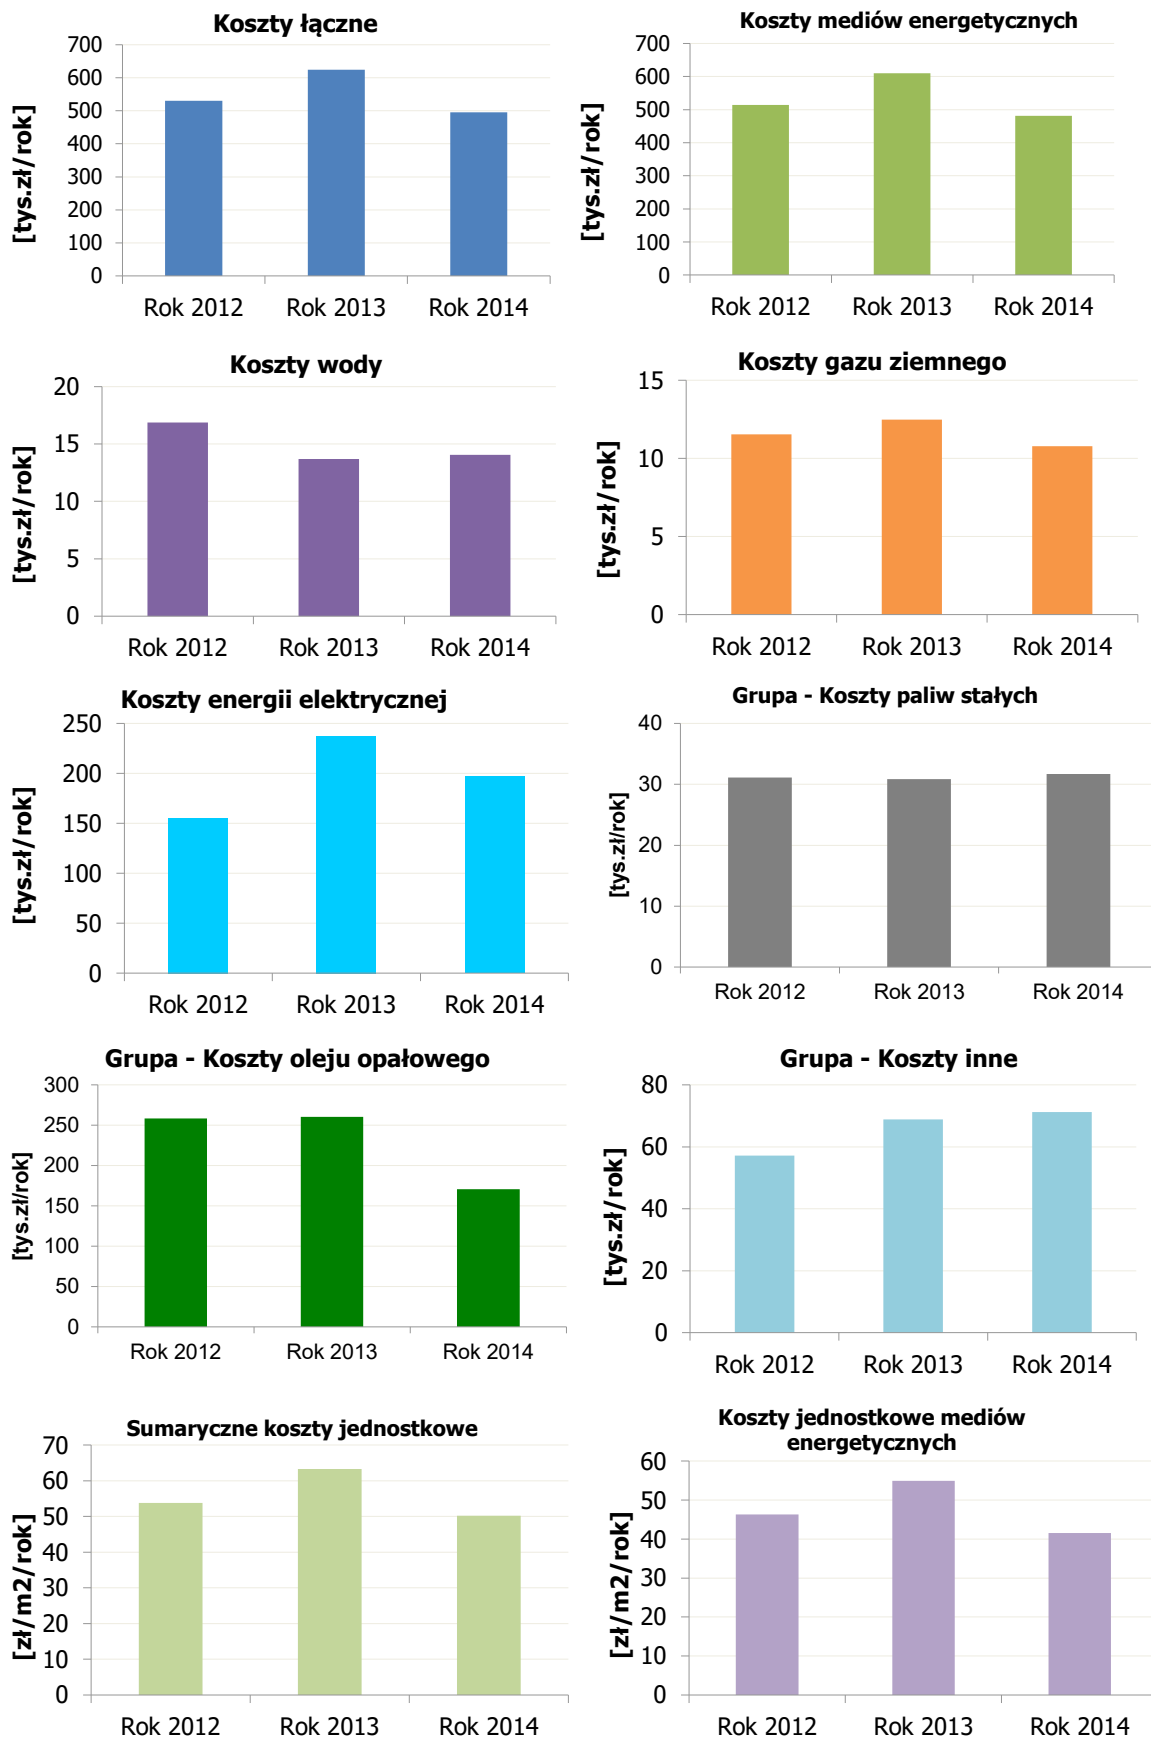 Koszty łączne
[tys.zł/rok]
700
600
500
400
300
200
100
0
Rok 2012 Rok 2013 Rok 2014
Koszty mediów energetycznych
[tys.zł/rok]
700
600
500
400
300
200
100
0
Rok 2012 Rok 2013 Rok 2014
Koszty wody
[tys.zł/rok]
20
15
10
5
0
Rok 2012 Rok 2013 Rok 2014
Koszty gazu ziemnego
[tys.zł/rok]
15
10
5
0
Rok 2012 Rok 2013 Rok 2014
Koszty energii elektrycznej
[tys.zł/rok]
250
200
150
100
50
0
Rok 2012 Rok 2013 Rok 2014
Grupa - Koszty paliw stałych
[tys.zł/rok]
40
30
20
10
0
Rok 2012 Rok 2013 Rok 2014
Grupa - Koszty oleju opałowego
[tys.zł/rok]
300
250
200
150
100
50
0
Rok 2012 Rok 2013 Rok 2014
Grupa - Koszty inne
[tys.zł/rok]
80
60
40
20
0
Rok 2012 Rok 2013 Rok 2014
Sumaryczne koszty jednostkowe
[zł/m2/rok]
70
60
50
40
30
20
10
0
Rok 2012 Rok 2013 Rok 2014
Koszty jednostkowe mediów
energetycznych
[zł/m2/rok]
60
50
40
30
20
10
0
Rok 2012 Rok 2013 Rok 2014